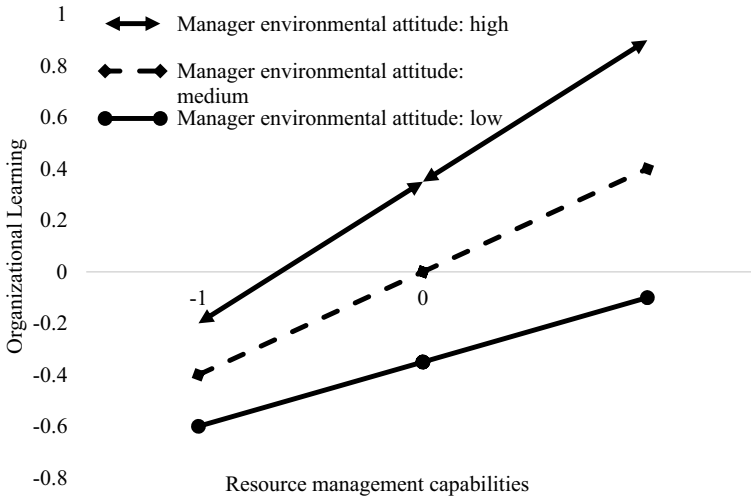 1
Manager environmental attitude: high
0.8
Manager environmental attitude:
medium
0.6
Manager environmental attitude: low
0.4
0.2
0
-1
0
-0.2
-0.4
-0.6
-0.8
Organizational Learning
Resource management capabilities